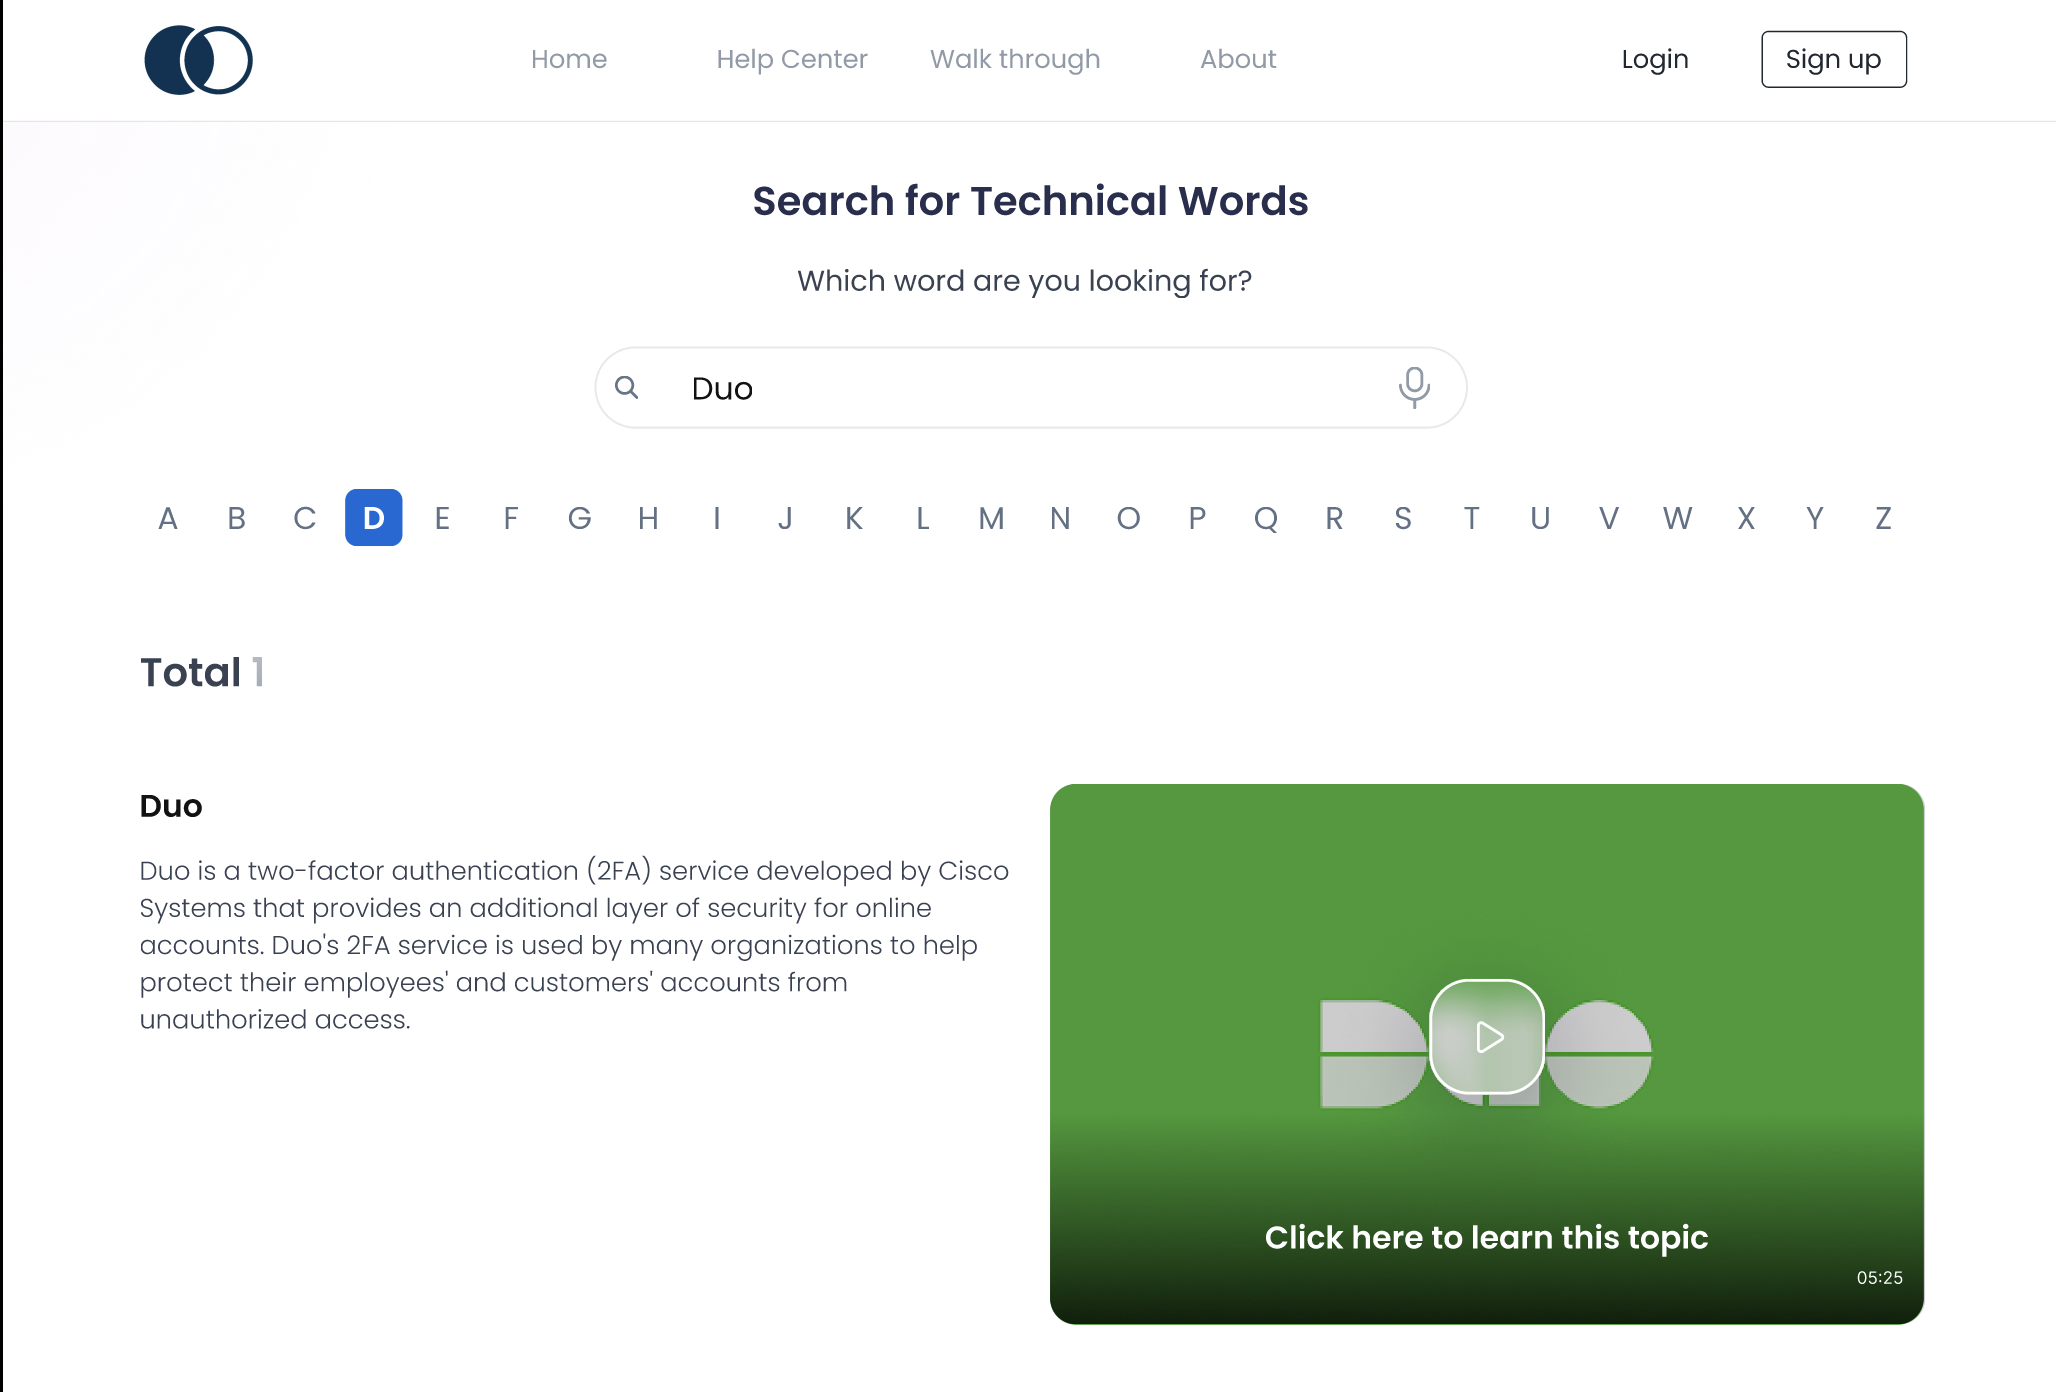 Home Help Center Walk through About Login Sign up
Search for Technical Words
Which word are you looking for?
Duo
A B C D E F G H I J K L M N O P Q R S T U V W X Y Z
Total 1
Duo
Duo is a two-factor authentication (2FA) service developed by Cisco
Systems that provides an additional layer of security for online
accounts. Duo's 2FA service is used by many organizations to help
protect their employees' and customers' accounts from
unauthorized access.
Click here to learn this topic
05:25